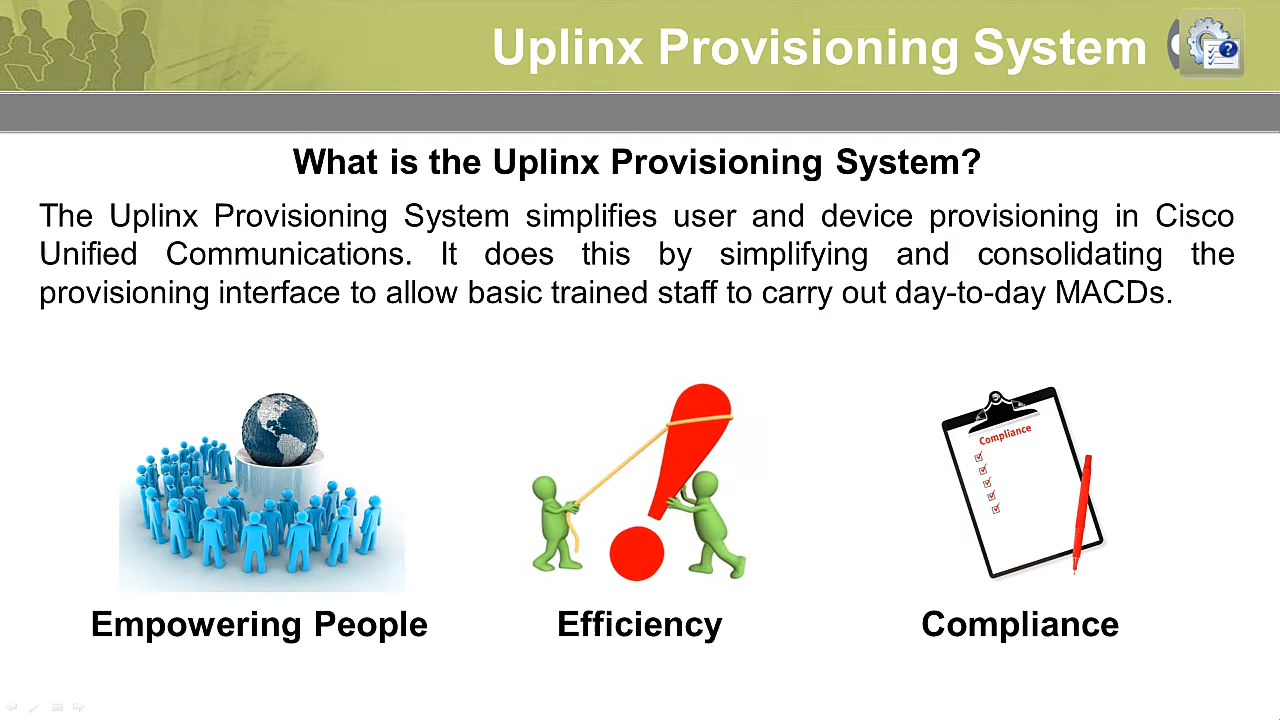 Uplinx Provisioning System
?
What is the Uplinx Provisioning System?
The Uplinx Provisioning System simplifies user and device provisioning in Cisco
Unified Communications. It does this by simplifying and consolidating the
provisioning interface to allow basic trained staff to carry out day-to-day MACDs.
Compliance
Empowering People
Efficiency
Compliance